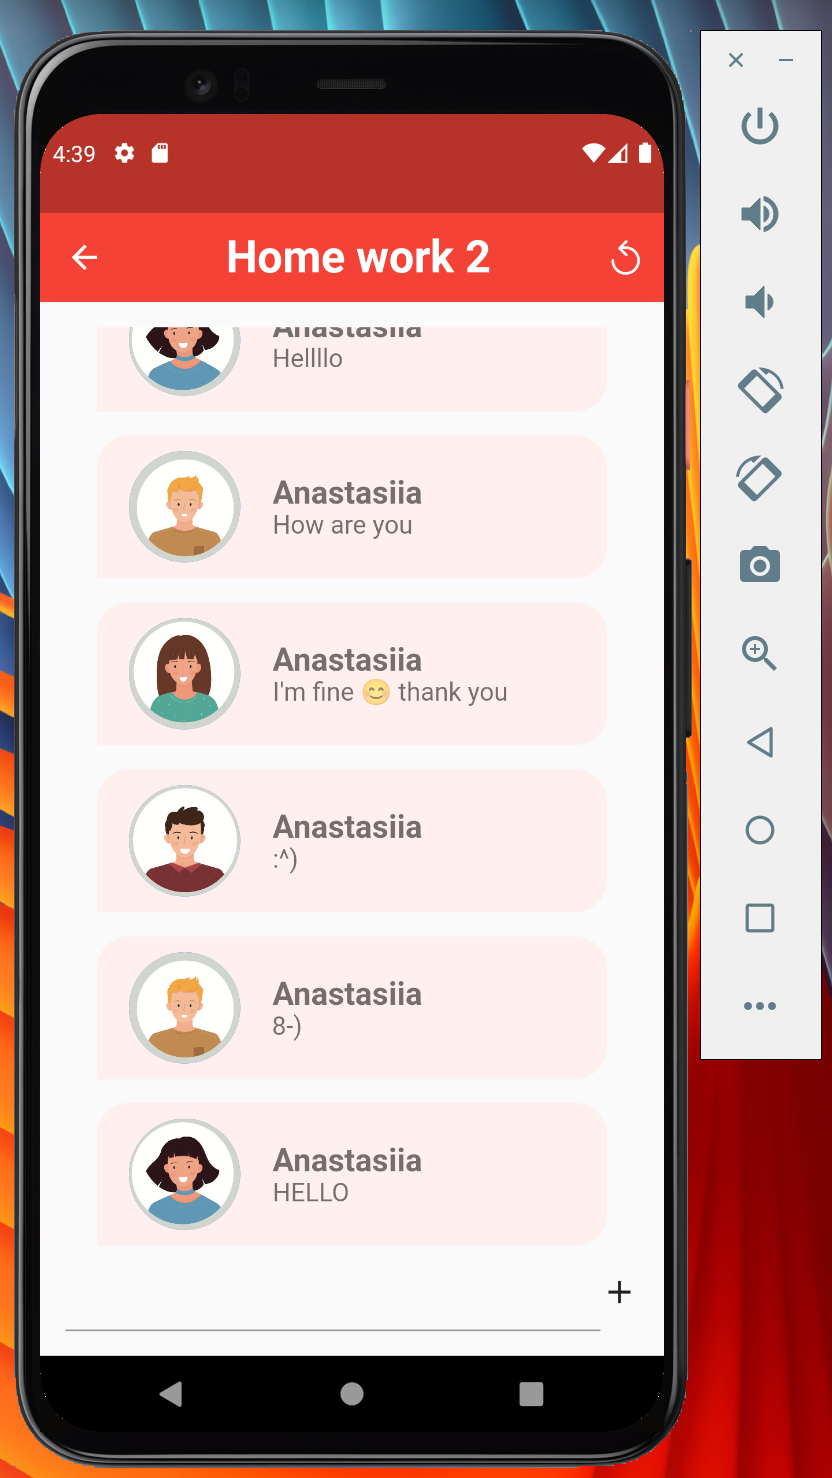 4:39
Home work 2
Anastasiia
Hellllo
Anastasiia
How are you
Anastasiia
I'm fine 😊 thank you
Anastasiia
:^)
Anastasiia
8-)
Anastasiia
HELLO